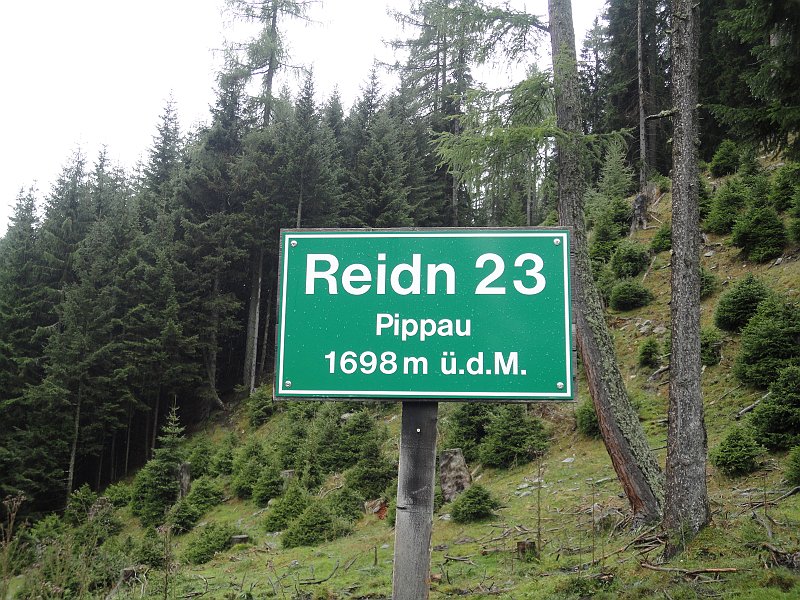 Reidn 23
Pippau
1698 m ü.d.M.